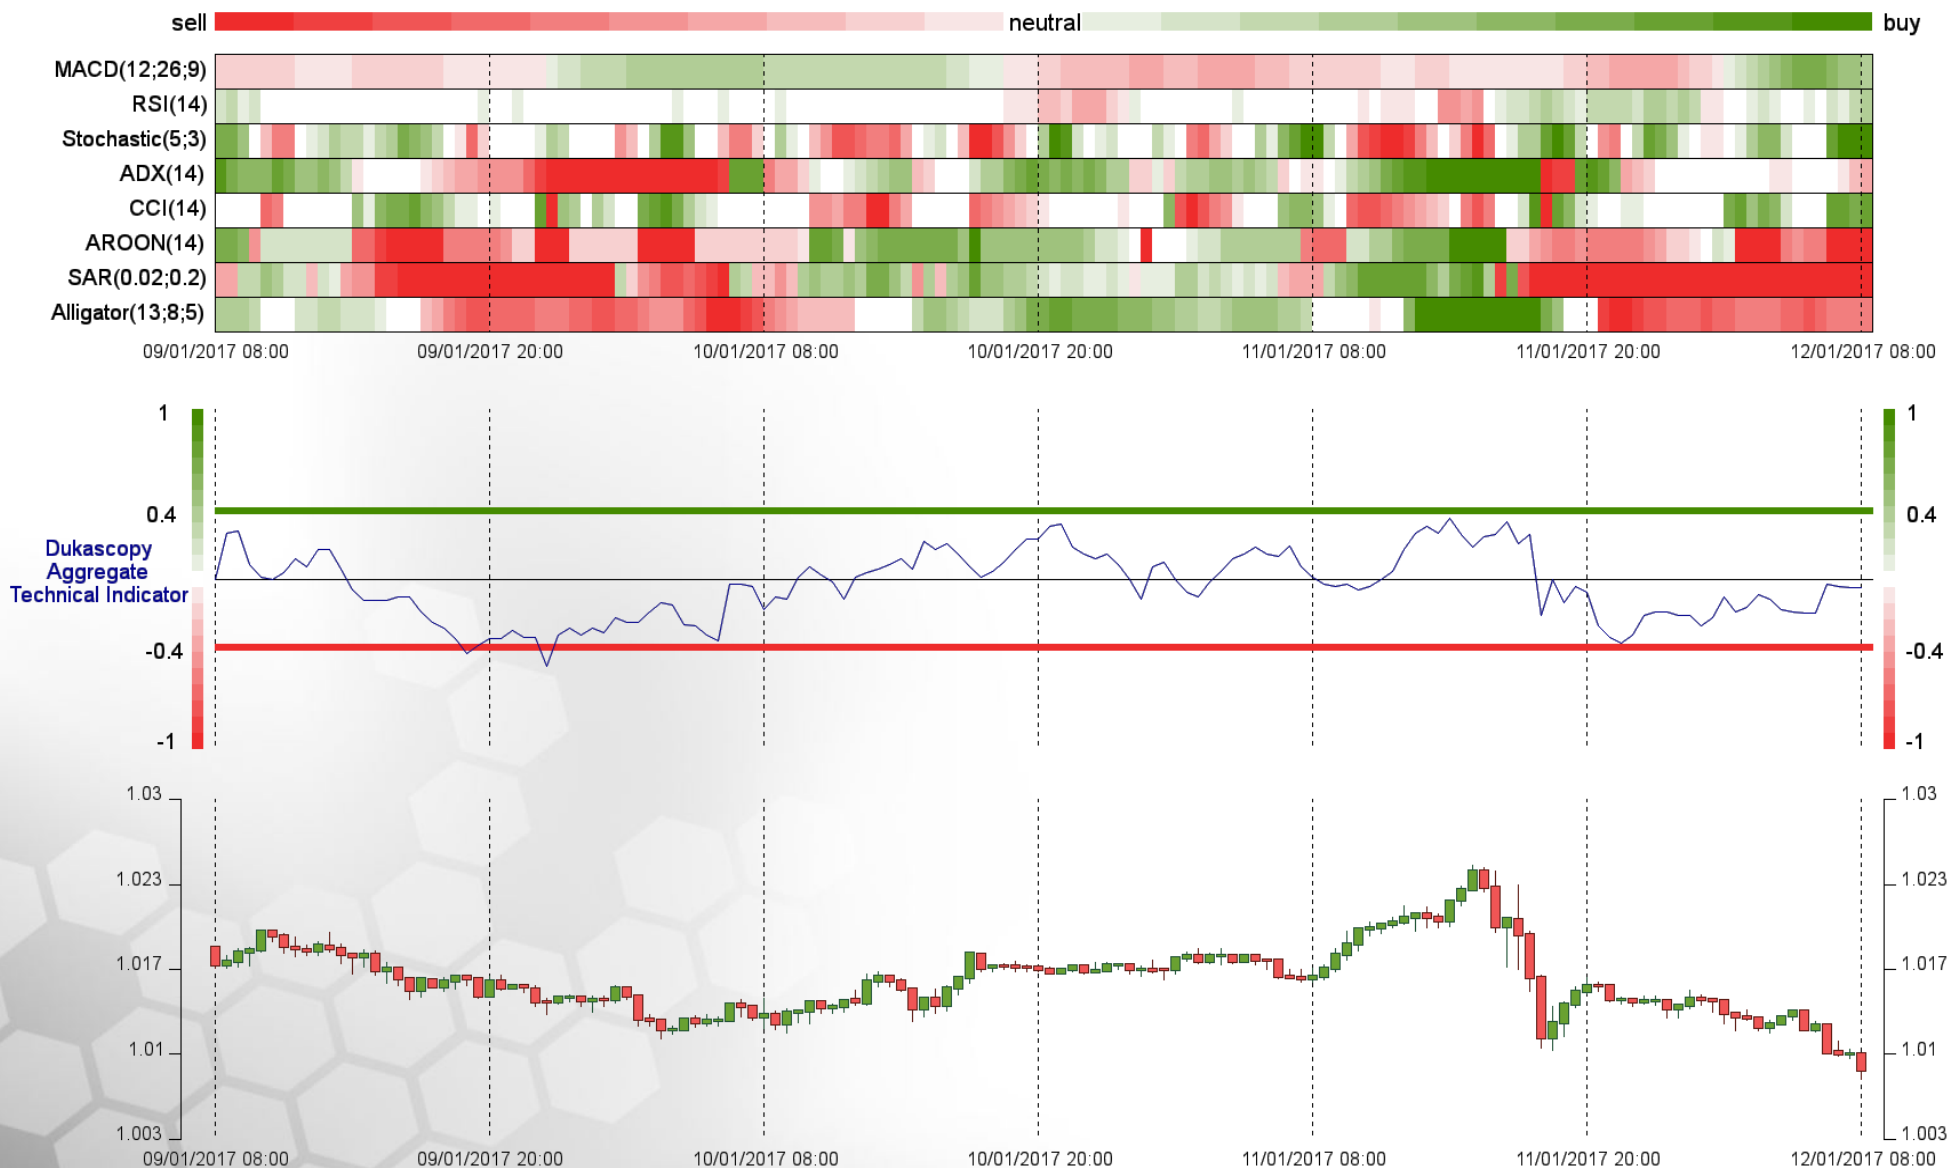 sell neutral buy
MACD(12;26;9)
RSI(14)
Stochastic(5;3)
ADX(14)
CCI(14)
AROON(14)
SAR(0.02;0.2)
Alligator(13;8;5)
09/01/2017 08:00 09/01/2017 20:00 10/01/2017 08:00 10/01/2017 20:00 11/01/2017 08:00 11/01/2017 20:00 12/01/2017 08:00
1 1
0.4 0.4
Dukascopy
Aggregate
Technical Indicator
-0.4 -0.4
-1 -1
1.03 1.03
1.023 1.023
1.017 1.017
1.01 1.01
1.003 1.003
09/01/2017 08:00 09/01/2017 20:00 10/01/2017 08:00 10/01/2017 20:00 11/01/2017 08:00 11/01/2017 20:00 12/01/2017 08:00